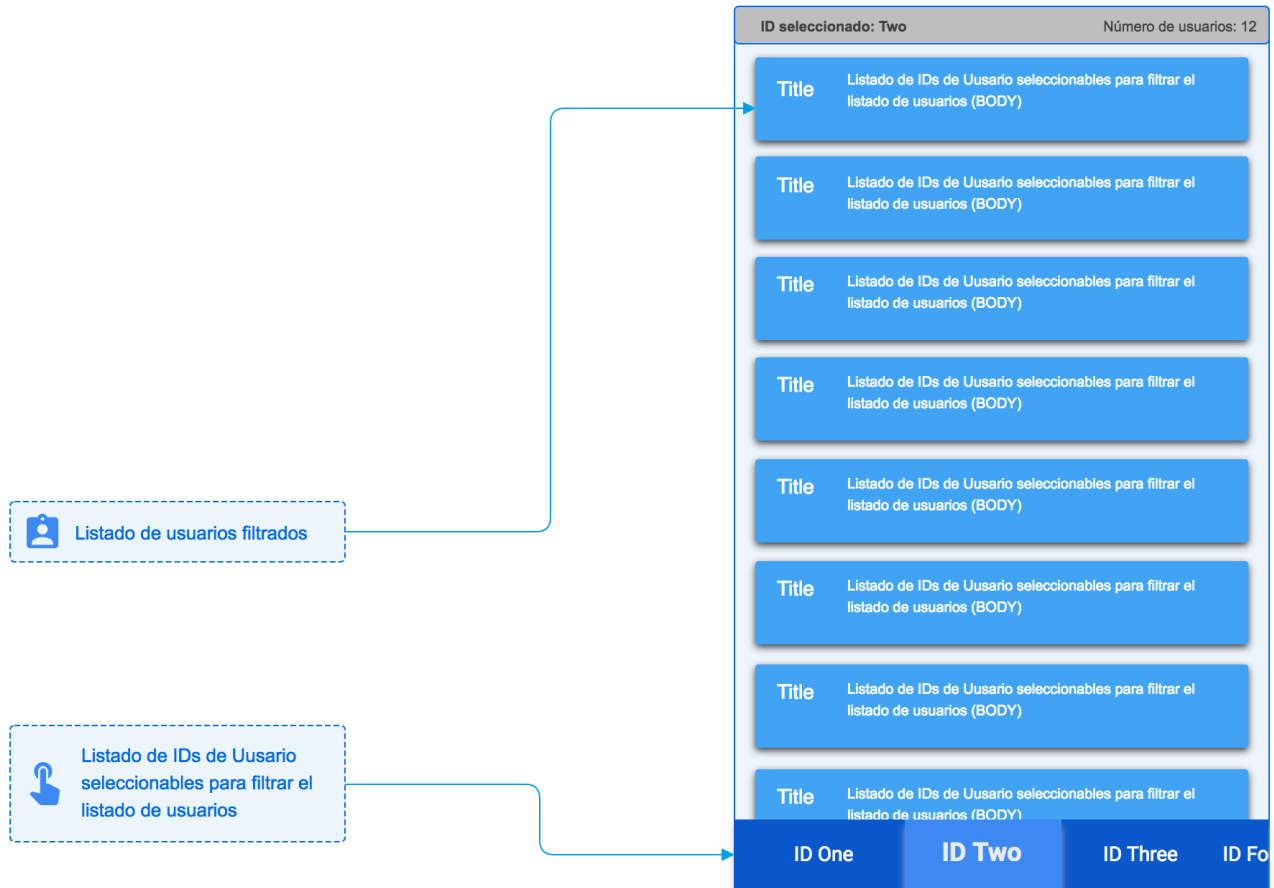 ID seleccionado: Two
Número de usuarios: 12
Title
Listado de IDs de Uusario seleccionables para filtrar el
listado de usuarios (BODY)
Title
Listado de IDs de Uusario seleccionables para filtrar el
listado de usuarios (BODY)
Title
Listado de IDs de Uusario seleccionables para filtrar el
listado de usuarios (BODY)
Title
Listado de IDs de Uusario seleccionables para filtrar el
listado de usuarios (BODY)
Title
Listado de IDs de Uusario seleccionables para filtrar el
listado de usuarios (BODY)
Title
Listado de IDs de Uusario seleccionables para filtrar el
listado de usuarios (BODY)
Title
Listado de IDs de Uusario seleccionables para filtrar el
listado de usuarios (BODY)
Title
Listado de IDs de Uusario seleccionables para filtrar el
listado de usuarios (BODY)
ID One
ID Two
ID Three
ID Fo
Listado de usuarios filtrados
Listado de IDs de Uusario
seleccionables para filtrar el
listado de usuarios